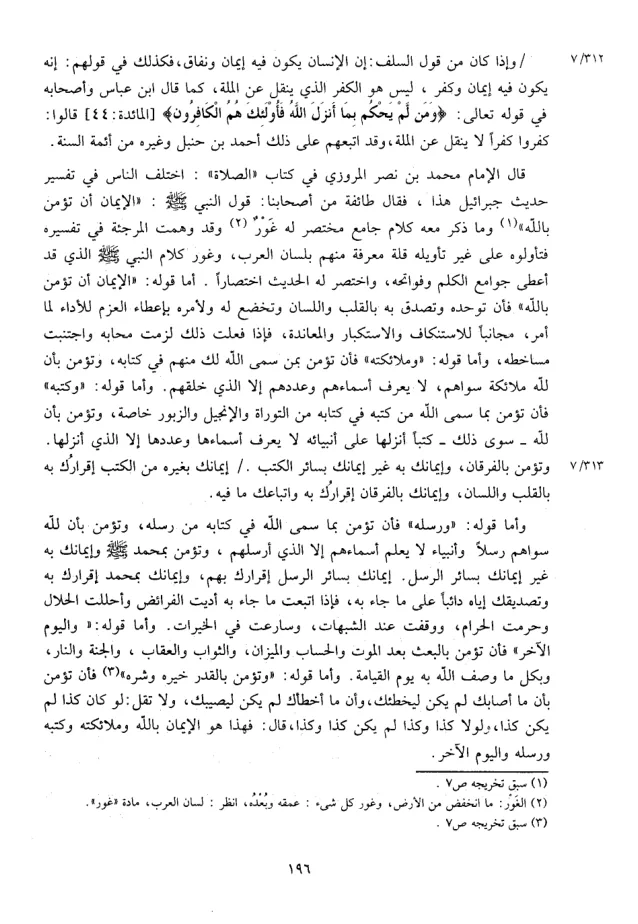 ٧/٣١٢ / وإذا كان من قول السلف: إن الإنسان يكون فيه إيمان ونفاق، فكذلك في قولهم: إنه
يكون فيه إيمان وكفر ، ليس هو الكفر الذي ينقل عن الملة، كما قال ابن عباس وأصحابه
في قوله تعالى: ﴿وَمَن لَّمْ يَحْكُم بِمَا أَنزَلَ اللَّهُ فَأُوْلَئِكَ هُمُ الْكَافِرُون﴾ [المائدة:٤٤] قالوا:
كفروا كفراً لا ينقل عن الملة، وقد اتبعهم على ذلك أحمد بن حنبل وغيره من أئمة السنة.
قال الإمام محمد بن نصر المروزي في كتاب «الصلاة» : اختلف الناس في تفسير
حديث جبرائيل هذا ، فقال طائفة من أصحابنا: قول النبي ﷺ : «الإيمان أن تؤمن
بالله»(١) وما ذكر معه كلام جامع مختصر له غَوْرٌ (٢) وقد وهمت المرجئة في تفسيره
فتأولوه على غير تأويله قلة معرفة منهم بلسان العرب، وغور كلام النبي ﷺ الذي قد
أعطى جوامع الكلم وفواتحه، واختصر له الحديث اختصاراً . أما قوله: «الإيمان أن تؤمن
بالله» فأن توحده وتصدق به بالقلب واللسان وتخضع له ولأمره بإعطاء العزم للأداء لما
أمر، مجانباً للاستنكاف والاستكبار والمعاندة، فإذا فعلت ذلك لزمت محابه واجتنبت
مساخطه، وأما قوله: «وملائكته» فأن تؤمن بمن سمى الله لك منهم في كتابه، وتؤمن بأن
لله ملائكة سواهم، لا يعرف أسماءهم وعددهم إلا الذي خلقهم. وأما قوله: «وكتبه»
فأن تؤمن بما سمى الله من كتبه في كتابه من التوراة والإنجيل والزبور خاصة، وتؤمن بأن
لله ـ سوى ذلك ـ كتباً أنزلها على أنبيائه لا يعرف أسماءها وعددها إلا الذي أنزلها.
٧/٣١٣ وتؤمن بالفرقان، وإيمانك به غير إيمانك بسائر الكتب ./ إيمانك بغيره من الكتب إقرارُك به
بالقلب واللسان، وإيمانك بالفرقان إقرارُك به واتباعك ما فيه.
وأما قوله: «ورسله» فأن تؤمن بما سمى الله في كتابه من رسله، وتؤمن بأن لله
سواهم رسلاً وأنبياء لا يعلم أسماءهم إلا الذي أرسلهم ، وتؤمن بمحمد ﷺ وإيمانك به
غير إيمانك بسائر الرسل. إيمانك بسائر الرسل إقرارك بهم، وإيمانك بمحمد إقرارك به
وتصديقك إياه دائباً على ما جاء به، فإذا اتبعت ما جاء به أديت الفرائض وأحللت الحلال
وحرمت الحرام، ووقفت عند الشبهات، وسارعت في الخيرات. وأما قوله:« واليوم
الآخر» فأن تؤمن بالبعث بعد الموت والحساب والميزان، والثواب والعقاب ، والجنة والنار،
وبكل ما وصف الله به يوم القيامة. وأما قوله: «وتؤمن بالقدر خيره وشره»(٣) فأن تؤمن
بأن ما أصابك لم يكن ليخطئك، وأن ما أخطأك لم يكن ليصيبك، ولا تقل:لو كان كذا لم
يكن كذا، ولولا كذا وكذا لم يكن كذا وكذا، قال: فهذا هو الإيمان بالله وملائكته وكتبه
ورسله واليوم الآخر.
(١) سبق تخريجه ص٧ .
(٢) الغَوْرُ: ما انخفض من الأرض، وغور كل شيء : عمقه وبُعْدُه. انظر : لسان العرب، مادة «غور».
(٣) سبق تخريجه ص٧ .
١٩٦